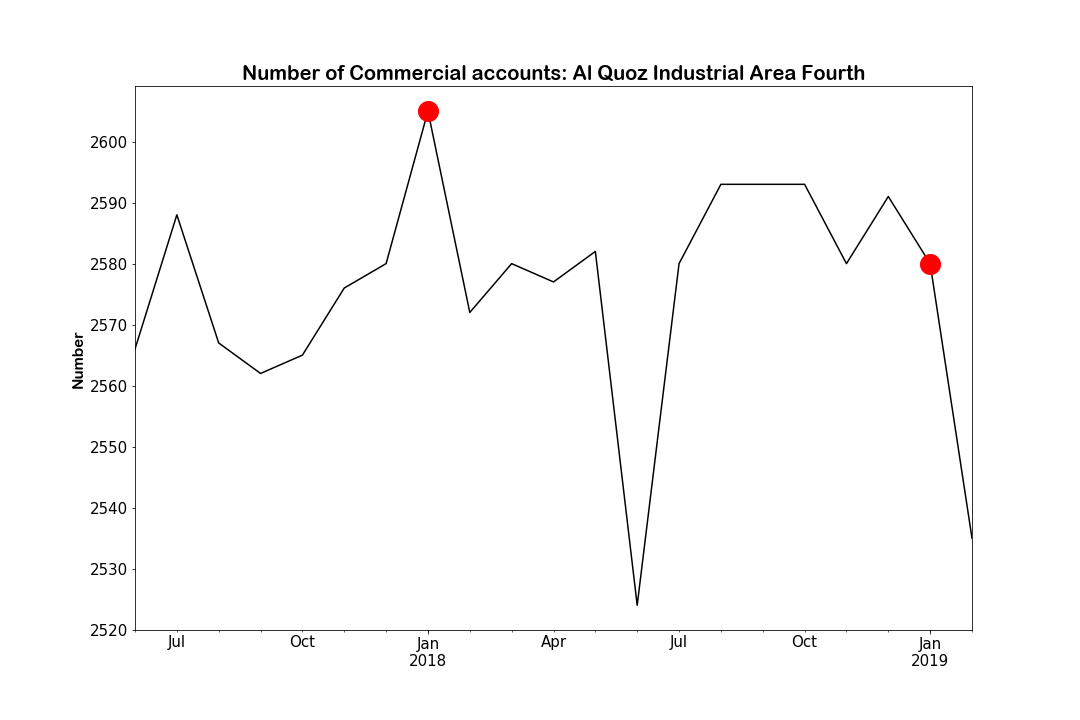 Number of Commercial accounts: Al Quoz Industrial Area Fourth
2600
2590
2580
2570
2560
2550
2540
2530
2520
Number
Jul
Oct
Jan
2018
Apr
Jul
Oct
Jan
2019